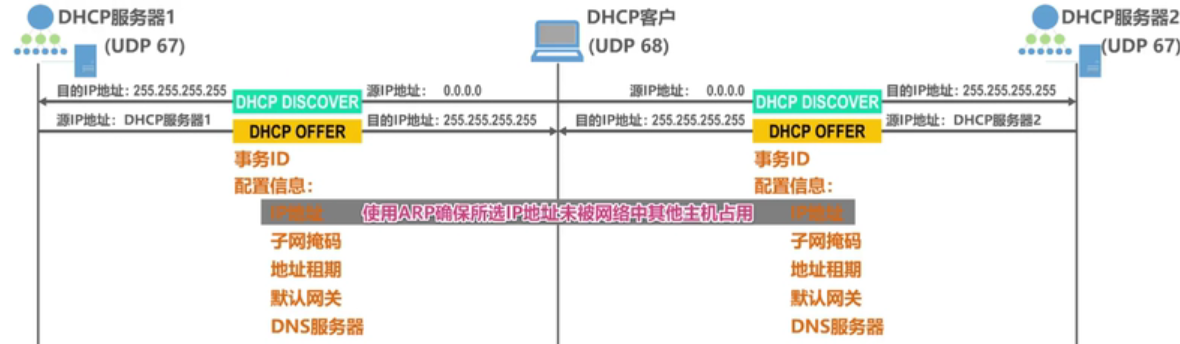 DHCP服务器1 DHCP客户 DHCP服务器2
(UDP 67) (UDP 68) (UDP 67)
目的IP地址: 255.255.255.255 DHCP DISCOVER 源IP地址: 0.0.0.0 源IP地址: 0.0.0.0 DHCP DISCOVER 目的IP地址: 255.255.255.255
源IP地址: DHCP服务器1 DHCP OFFER 目的IP地址: 255.255.255.255 目的IP地址: 255.255.255.255 DHCP OFFER 源IP地址: DHCP服务器2
事务ID 事务ID
配置信息: 配置信息:
IP地址 使用ARP确保所选IP地址未被网络中其他主机占用 IP地址
子网掩码 子网掩码
地址租期 地址租期
默认网关 默认网关
DNS服务器 DNS服务器